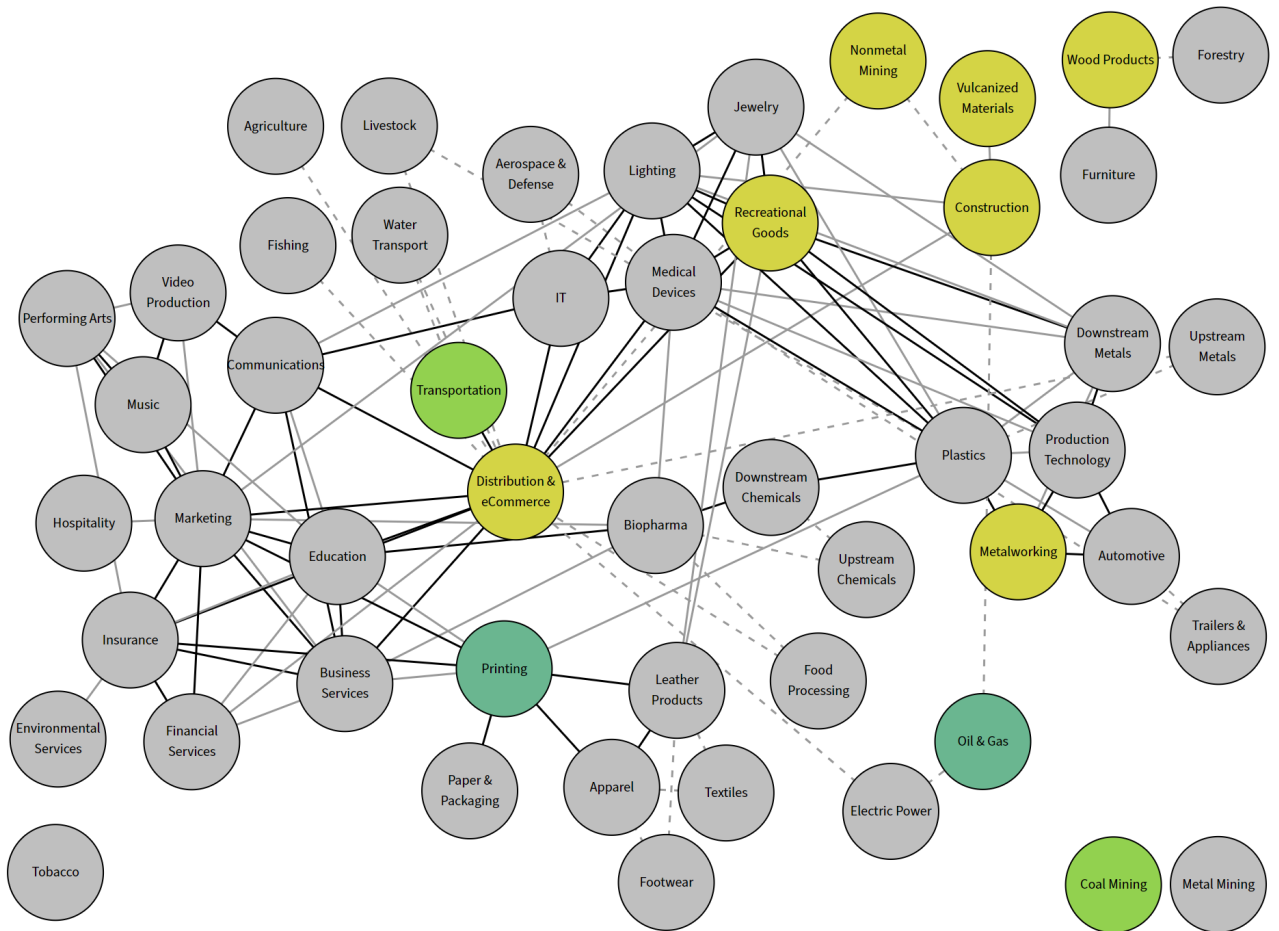 Nonmetal
Mining
Wood Products
Forestry
Vulcanized
Materials
Jewelry
Agriculture
Livestock
Aerospace &
Defense
Lighting
Furniture
Recreational
Goods
Construction
Fishing
Water
Transport
Video
Production
Performing Arts
IT
Medical
Devices
Downstream
Metals
Upstream
Metals
Communications
Transportation
Music
Plastics
Production
Technology
Distribution &
eCommerce
Downstream
Chemicals
Hospitality
Marketing
Education
Biopharma
Upstream
Chemicals
Metalworking
Automotive
Insurance
Trailers &
Appliances
Printing
Business
Services
Leather
Products
Food
Processing
Environmental
Services
Financial
Services
Oil & Gas
Paper &
Packaging
Apparel
Textiles
Electric Power
Tobacco
Footwear
Coal Mining
Metal Mining